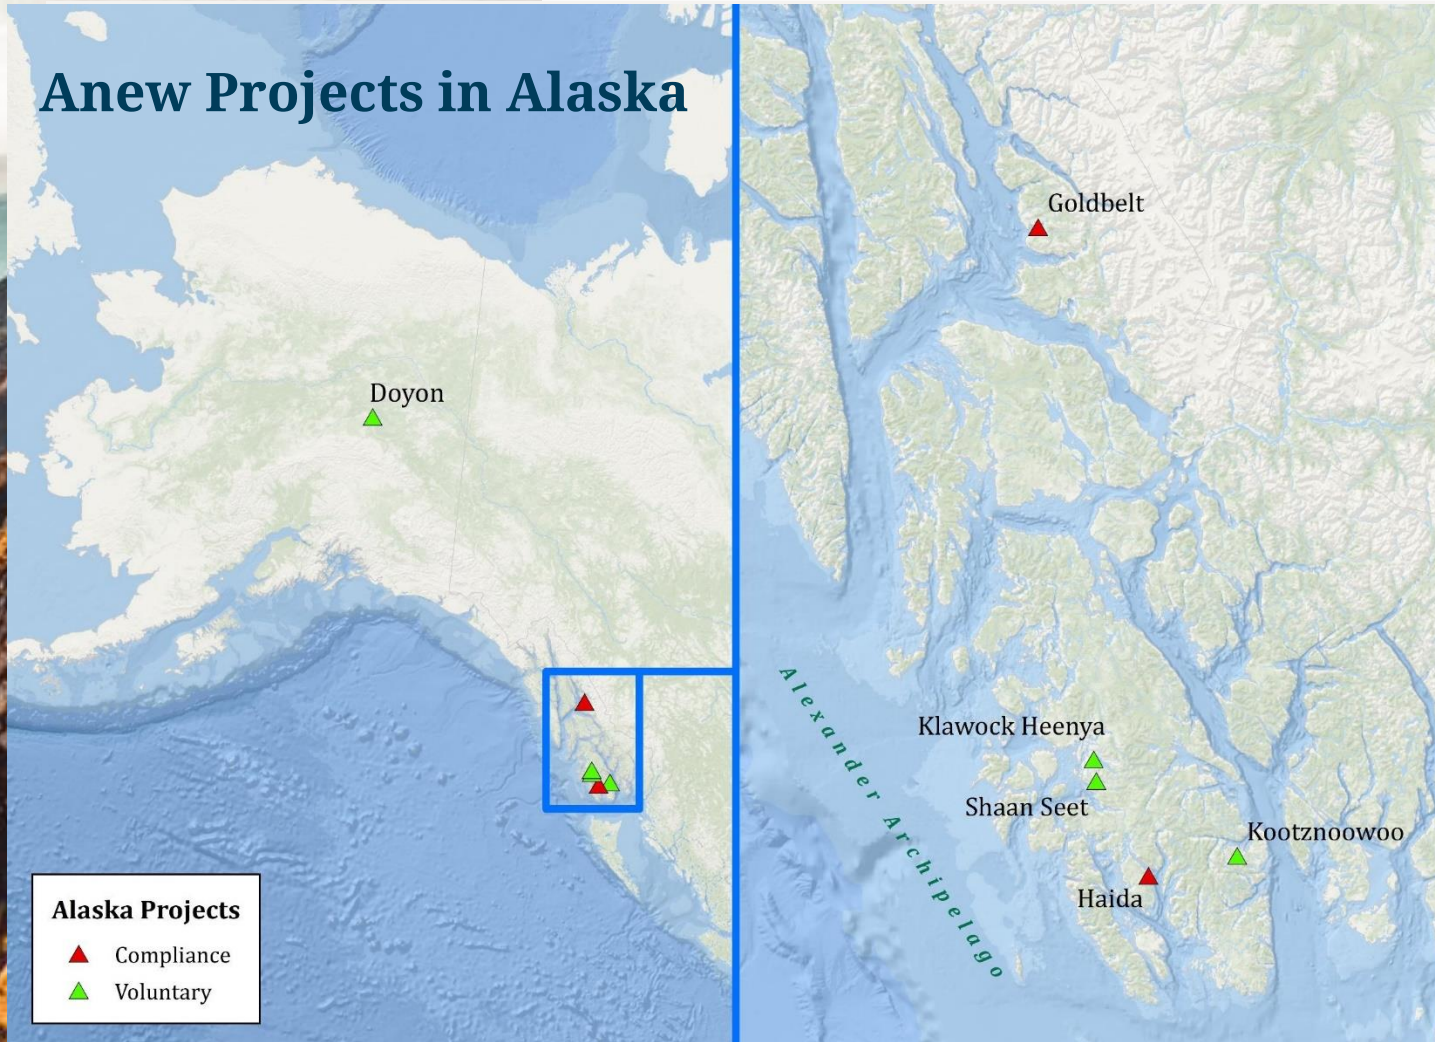 Anew Projects in Alaska
Doyon
Goldbelt
Klawock Heenya
Shaan Seet
Kootznoowoo
Haida
Alexander Archipelago
Alaska Projects
Compliance
Voluntary